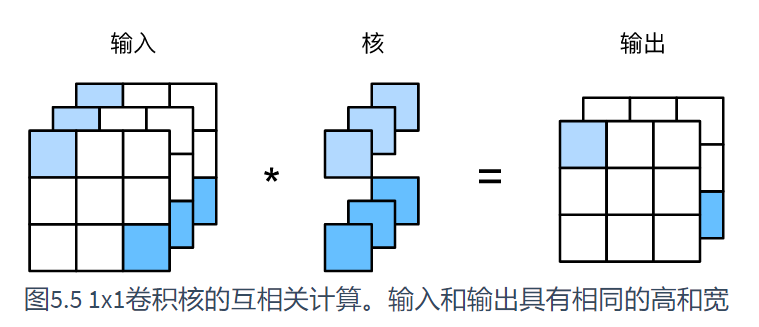 输入 核 输出
* =
图5.5 1x1卷积核的互相关计算。输入和输出具有相同的高和宽